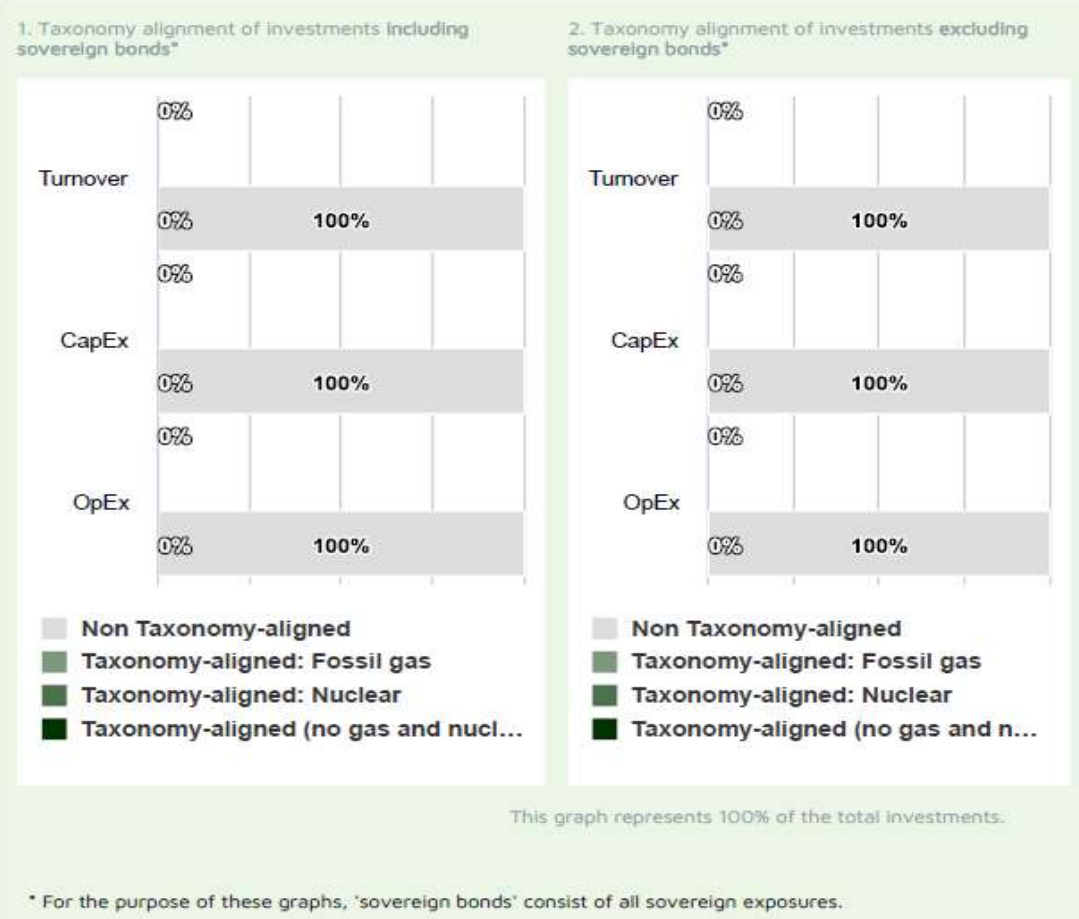 1. Taxonomy alignment of investments including
sovereign bonds*
0%
Turnover
0% 100%
0%
CapEx
0% 100%
0%
OpEx
0% 100%
Non Taxonomy-aligned
Taxonomy-aligned: Fossil gas
Taxonomy-aligned: Nuclear
Taxonomy-aligned (no gas and nucl...
2. Taxonomy alignment of investments excluding
sovereign bonds*
0%
Turnover
0% 100%
0%
CapEx
0% 100%
0%
OpEx
0% 100%
Non Taxonomy-aligned
Taxonomy-aligned: Fossil gas
Taxonomy-aligned: Nuclear
Taxonomy-aligned (no gas and n...
This graph represents 100% of the total investments.
* For the purpose of these graphs, 'sovereign bonds' consist of all sovereign exposures.